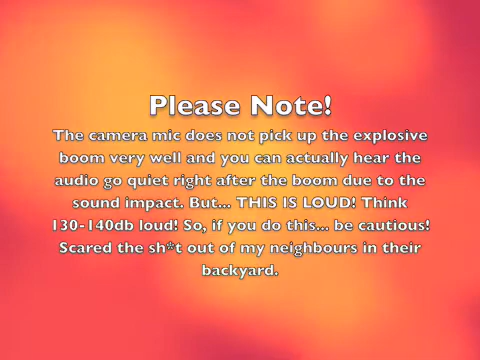 Please Note!
The camera mic does not pick up the explosive
boom very well and you can actually hear the
audio go quiet right after the boom due to the
sound impact. But... THIS IS LOUD! Think
130-140db loud! So, if you do this... be cautious!
Scared the sh*t out of my neighbours in their
backyard.